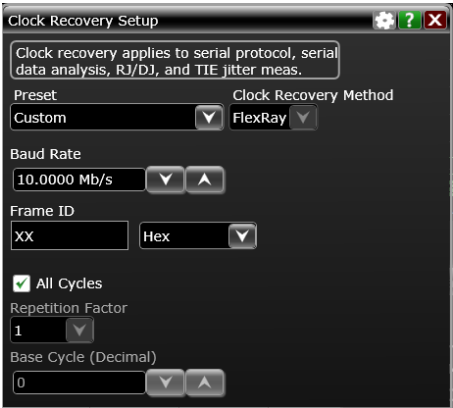 Clock Recovery Setup
?
X
Clock recovery applies to serial protocol, serial
data analysis, RJ/DJ, and TIE jitter meas.
Preset
Clock Recovery Method
Custom
FlexRay
Baud Rate
10.0000 Mb/s
Frame ID
XX
Hex
All Cycles
Repetition Factor
1
Base Cycle (Decimal)
0